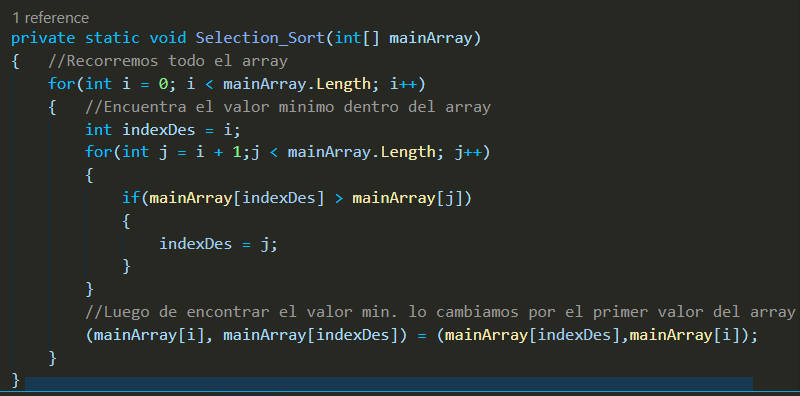 1 reference
private static void Selection_Sort(int[] mainArray)
{   //Recorremos todo el array
    for(int i = 0; i < mainArray.Length; i++)
    {   //Encuentra el valor minimo dentro del array
        int indexDes = i;
        for(int j = i + 1;j < mainArray.Length; j++)
        {
            if(mainArray[indexDes] > mainArray[j])
            {
                indexDes = j;
            }
        }
        //Luego de encontrar el valor min. lo cambiamos por el primer valor del array
        (mainArray[i], mainArray[indexDes]) = (mainArray[indexDes],mainArray[i]);
    }
}